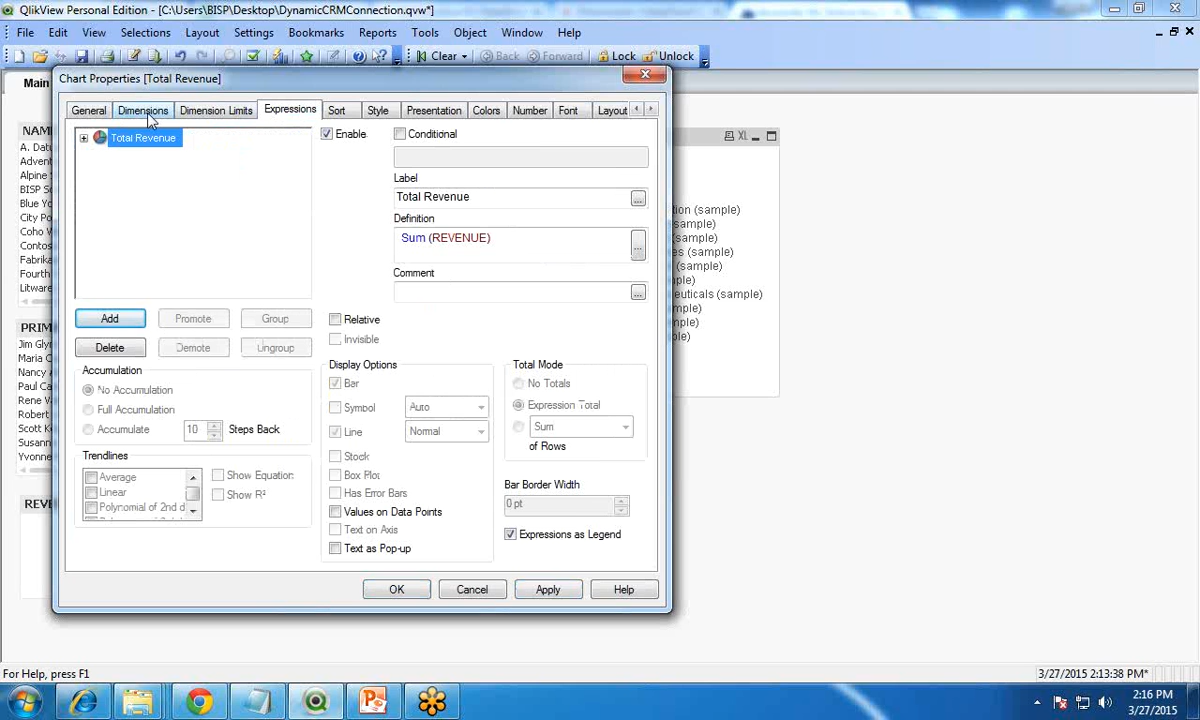 QlikView Personal Edition - [C:\Users\BISP\Desktop\DynamicCRMConnection.qvw*]
File Edit View Selections Layout Settings Bookmarks Reports Tools Object Window Help
Clear Back Forward Lock Unlock
Main
Chart Properties [Total Revenue]
General Dimensions Dimension Limits Expressions Sort Style Presentation Colors Number Font Layout
NAM
A. Datu
Advent
Alpine
BISP S
Blue Yo
City Po
Coho W
Contos
Fabrika
Fourth
Litware
PRIM
Jim Gly
Maria C
Nancy
Paul Ca
Rene V
Robert
Scott K
Susann
Yvonne
REVE
Total Revenue
Enable
Conditional
Label
Total Revenue
...
Definition
Sum (REVENUE)
...
Comment
...
Add Promote Group
Delete Demote Ungroup
Relative
Invisible
Accumulation
No Accumulation
Full Accumulation
Accumulate 10 Steps Back
Trendlines
Average
Linear
Polynomial of 2nd d
Show Equation
Show R²
Display Options
Bar
Symbol Auto
Line Normal
Stock
Box Plot
Has Error Bars
Values on Data Points
Text on Axis
Text as Pop-up
Total Mode
No Totals
Expression Total
Sum
of Rows
Bar Border Width
0 pt
Expressions as Legend
OK Cancel Apply Help
XL
tion (sample)
sample)
(sample)
es (sample)
(sample)
ample)
euticals (sample)
mple)
ample)
ple)
For Help, press F1
3/27/2015 2:13:38 PM*
2:16 PM
3/27/2015